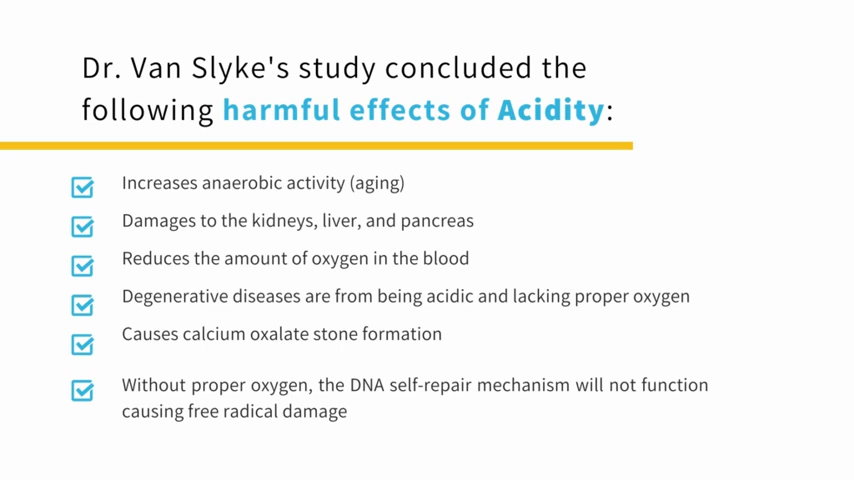 Dr. Van Slyke's study concluded the
following harmful effects of Acidity:
Increases anaerobic activity (aging)
Damages to the kidneys, liver, and pancreas
Reduces the amount of oxygen in the blood
Degenerative diseases are from being acidic and lacking proper oxygen
Causes calcium oxalate stone formation
Without proper oxygen, the DNA self-repair mechanism will not function
causing free radical damage